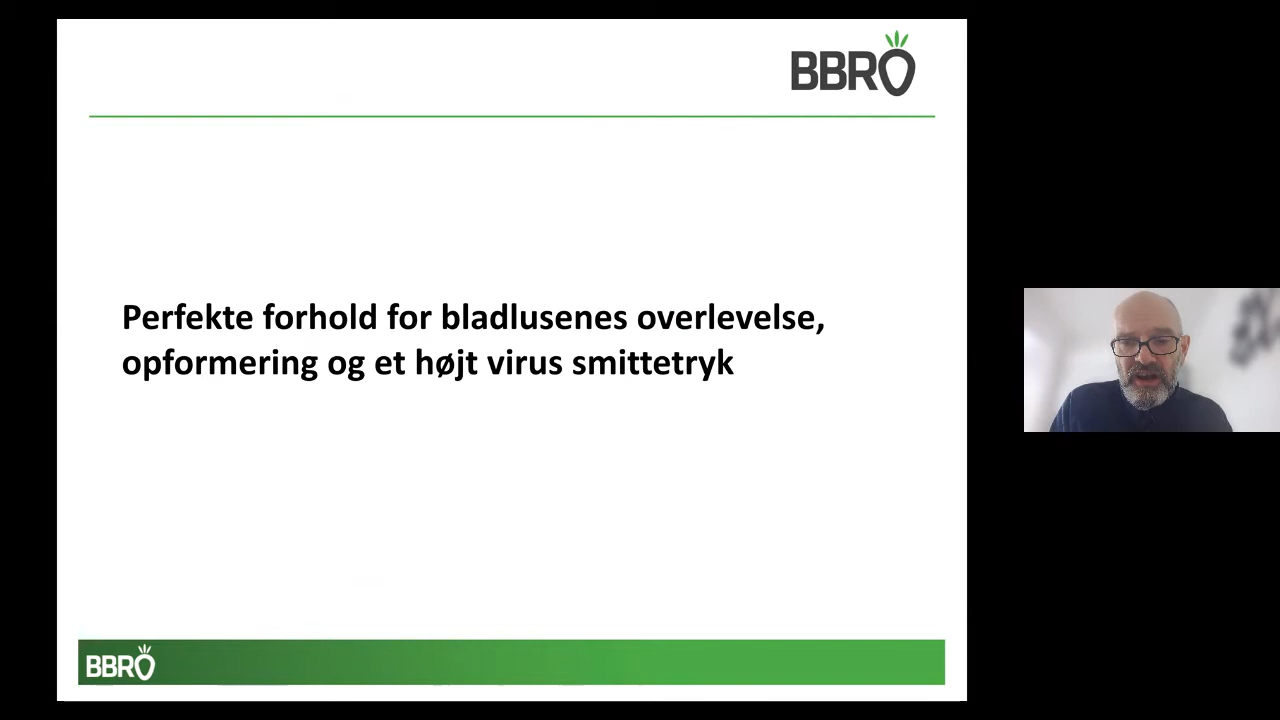 BBRO
Perfekte forhold for bladlusenes overlevelse,
opformering og et højt virus smittetryk
BBRO